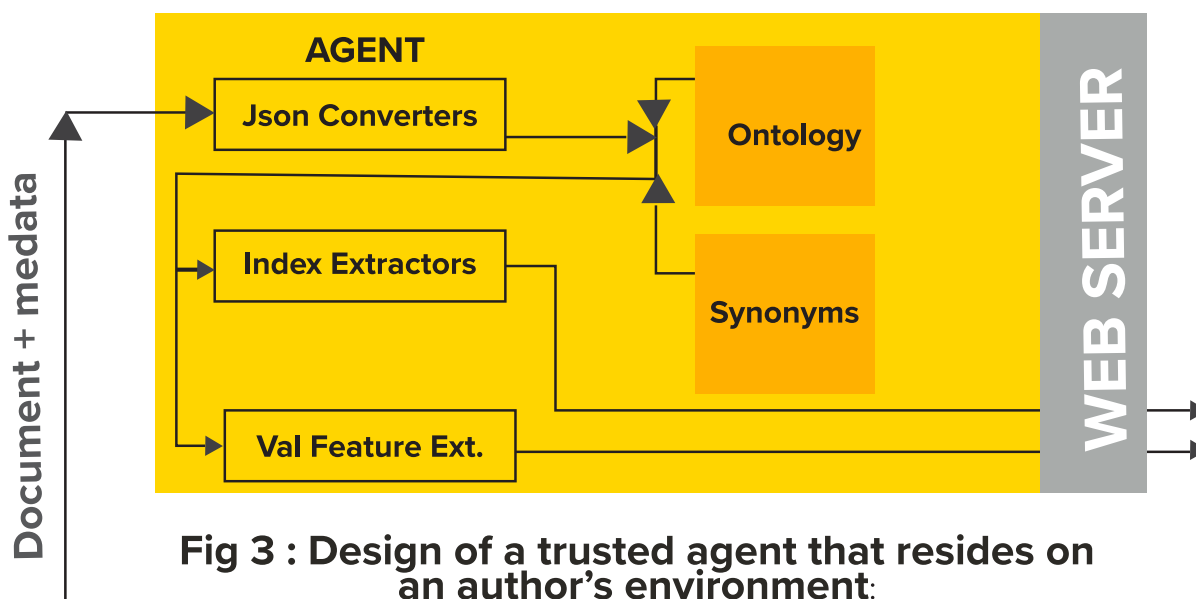 AGENT
Json Converters
Ontology
Index Extractors
Synonyms
Val Feature Ext.
WEB SERVER
Document + medata
Fig 3 : Design of a trusted agent that resides on
an author's environment: